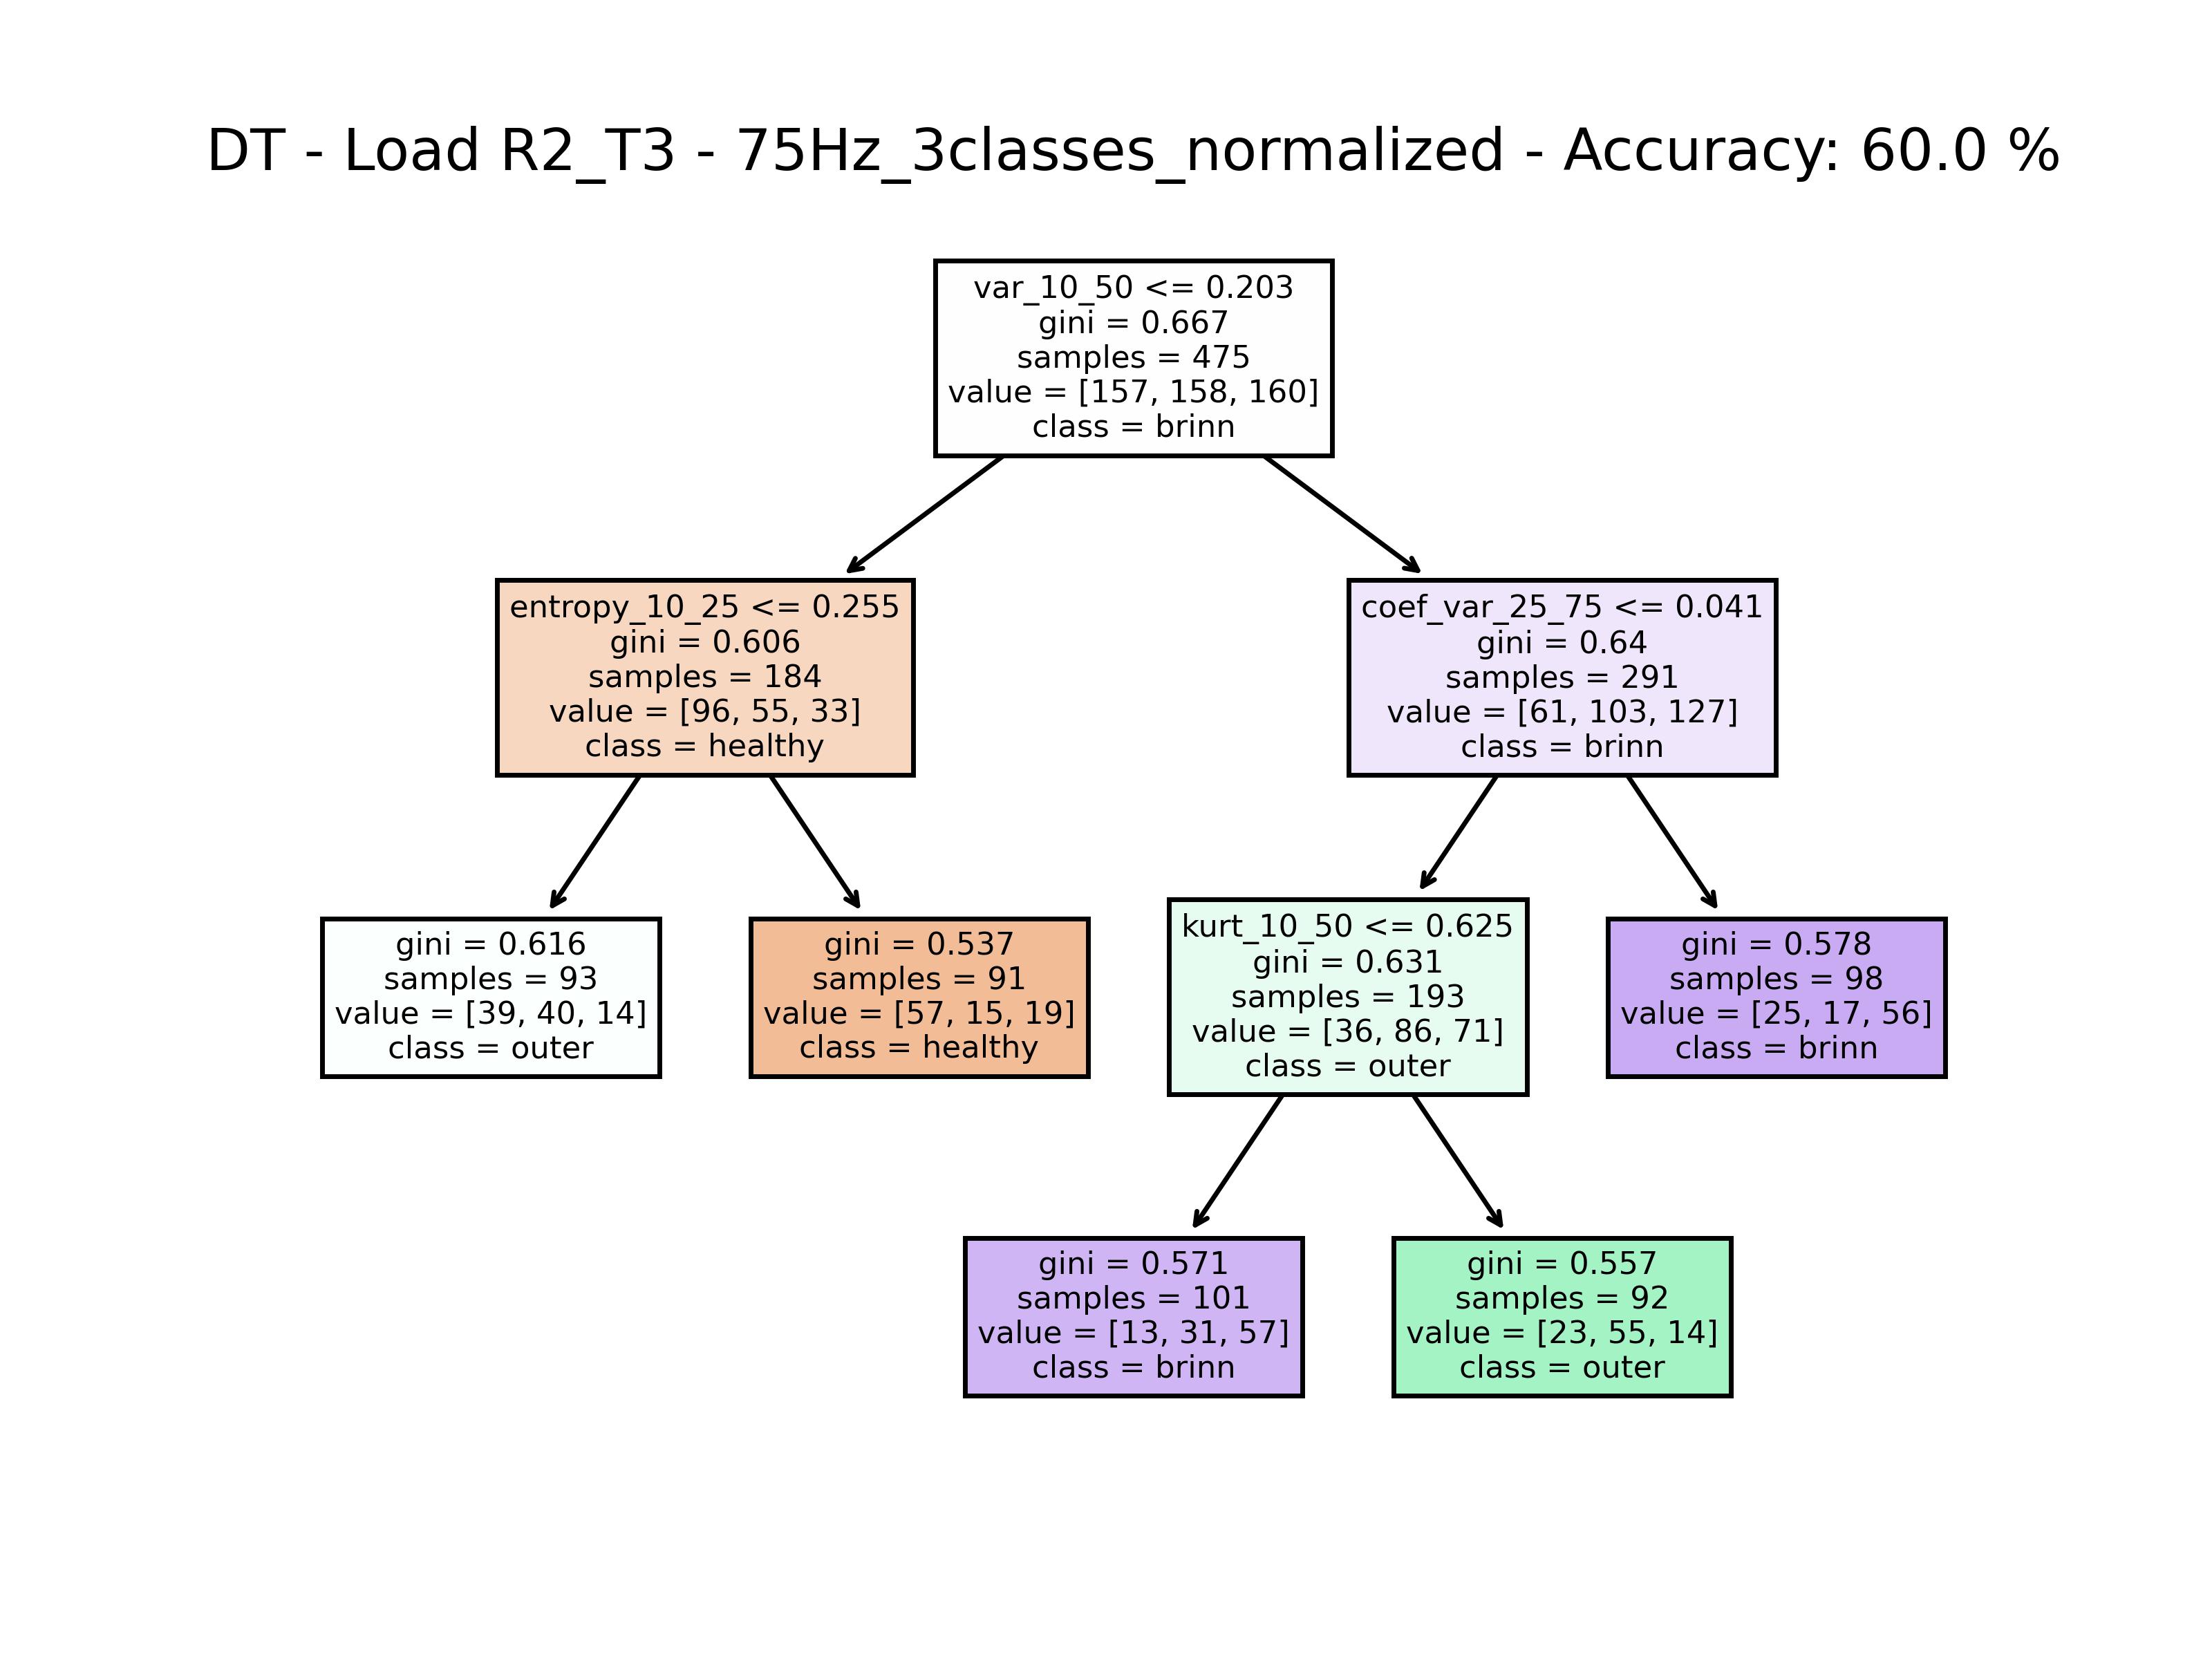 DT - Load R2_T3 - 75Hz_3classes_normalized - Accuracy: 60.0 %
var_10_50 <= 0.203
gini = 0.667
samples = 475
value = [157, 158, 160]
class = brinn
entropy_10_25 <= 0.255
gini = 0.606
samples = 184
value = [96, 55, 33]
class = healthy
coef_var_25_75 <= 0.041
gini = 0.64
samples = 291
value = [61, 103, 127]
class = brinn
gini = 0.616
samples = 93
value = [39, 40, 14]
class = outer
gini = 0.537
samples = 91
value = [57, 15, 19]
class = healthy
kurt_10_50 <= 0.625
gini = 0.631
samples = 193
value = [36, 86, 71]
class = outer
gini = 0.578
samples = 98
value = [25, 17, 56]
class = brinn
gini = 0.571
samples = 101
value = [13, 31, 57]
class = brinn
gini = 0.557
samples = 92
value = [23, 55, 14]
class = outer